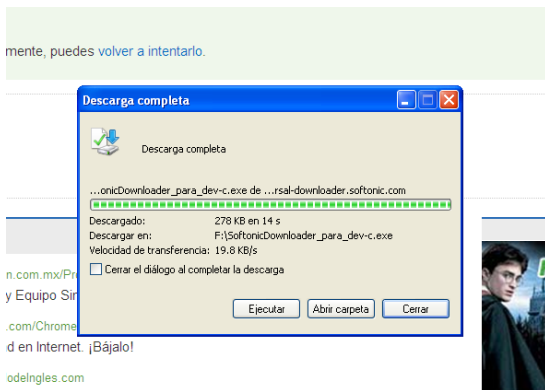 mente, puedes volver a intentarlo.
Descarga completa
Descarga completa
...onicDownloader_para_dev-c.exe de ...rsal-downloader.softonic.com
Descargado: 278 KB en 14 s
Descargar en: F:\SoftonicDownloader_para_dev-c.exe
Velocidad de transferencia: 19.8 KB/s
Cerrar el diálogo al completar la descarga
Ejecutar Abrir carpeta Cerrar
n.com.mx/Pr
y Equipo Sin
.com/Chrome
d en Internet. ¡Bájalo!
odeIngles.com